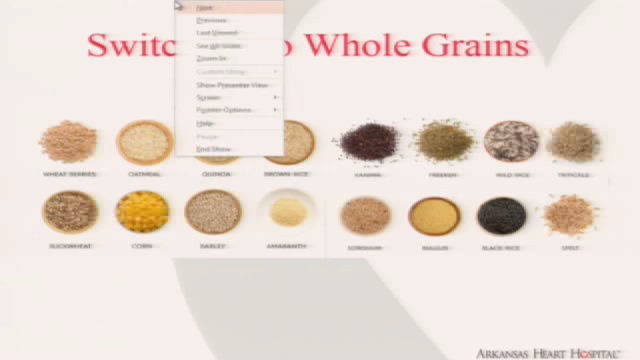 Switc
o Whole Grains
Next
Previous
Last Viewed
See All Slides
Zoom In
Custom Show
Show Presenter View
Screen
Pointer Options
Help
Pause
End Show
WHEAT BERRIES OATMEAL QUINOA BROWN RICE KANIWA FREEKEH WILD RICE TRITICALE
BUCKWHEAT CORN BARLEY AMARANTH SORGHUM BULGUR BLACK RICE SPELT
ARKANSAS HEART HOSPITAL